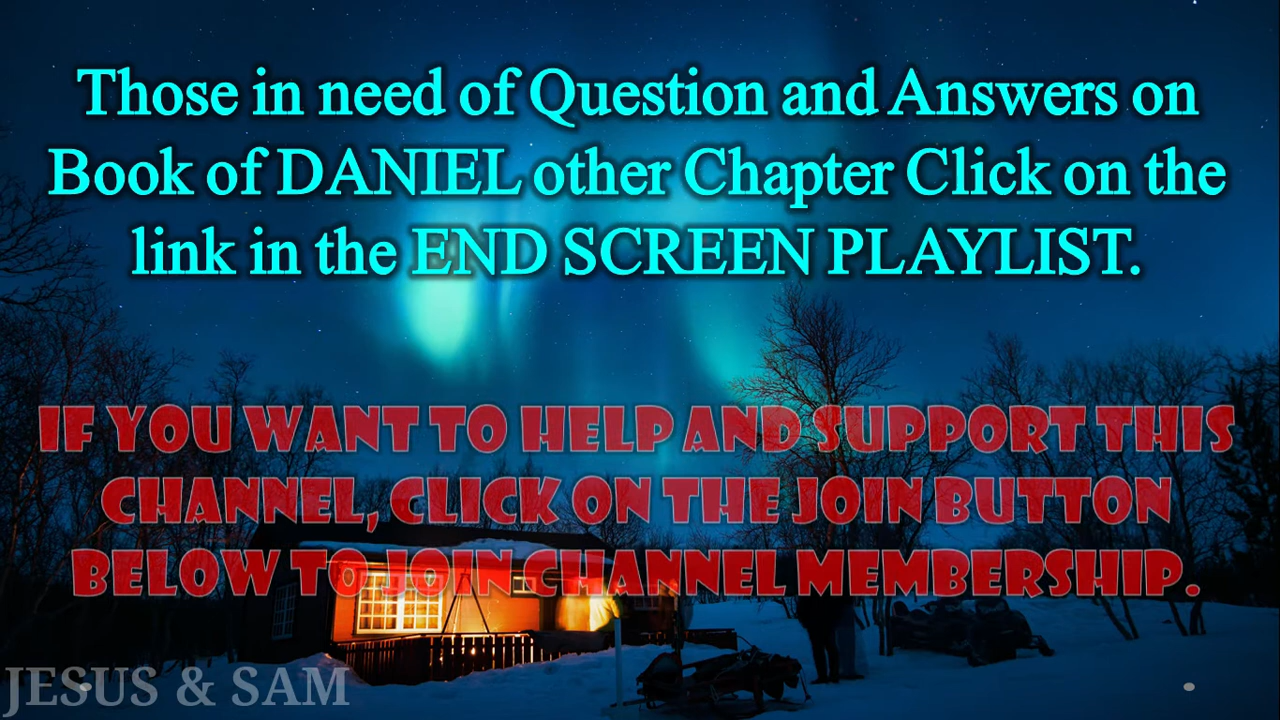 Those in need of Question and Answers on
Book of DANIEL other Chapter Click on the
link in the END SCREEN PLAYLIST.
IF YOU WANT TO HELP AND SUPPORT THIS
CHANNEL, CLICK ON THE JOIN BUTTON
BELOW TO JOIN CHANNEL MEMBERSHIP.
JESUS & SAM